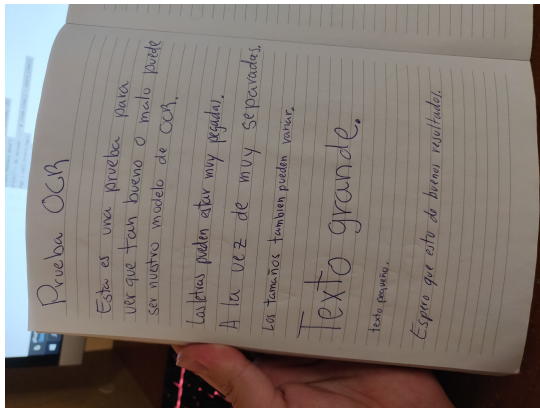 Prueba OCR
Esta es una prueba para
ver que tan bueno o malo puede
ser nuestro modelo de OCR.
Las letras pueden estar muy pegadas.
A la vez de muy separadas.
Los tamaños tambien pueden variar.
Texto grande.
texto pequeño.
Espero que esto de buenos resultados.